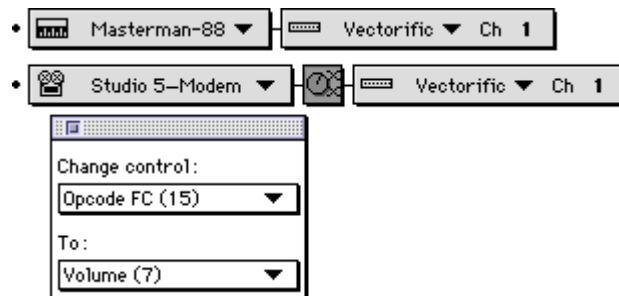 • Masterman-88 ▼ Vectorific ▼ Ch 1
• Studio 5–Modem ▼ Vectorific ▼ Ch 1
Change control:
Opcode FC (15) ▼
To:
Volume (7) ▼